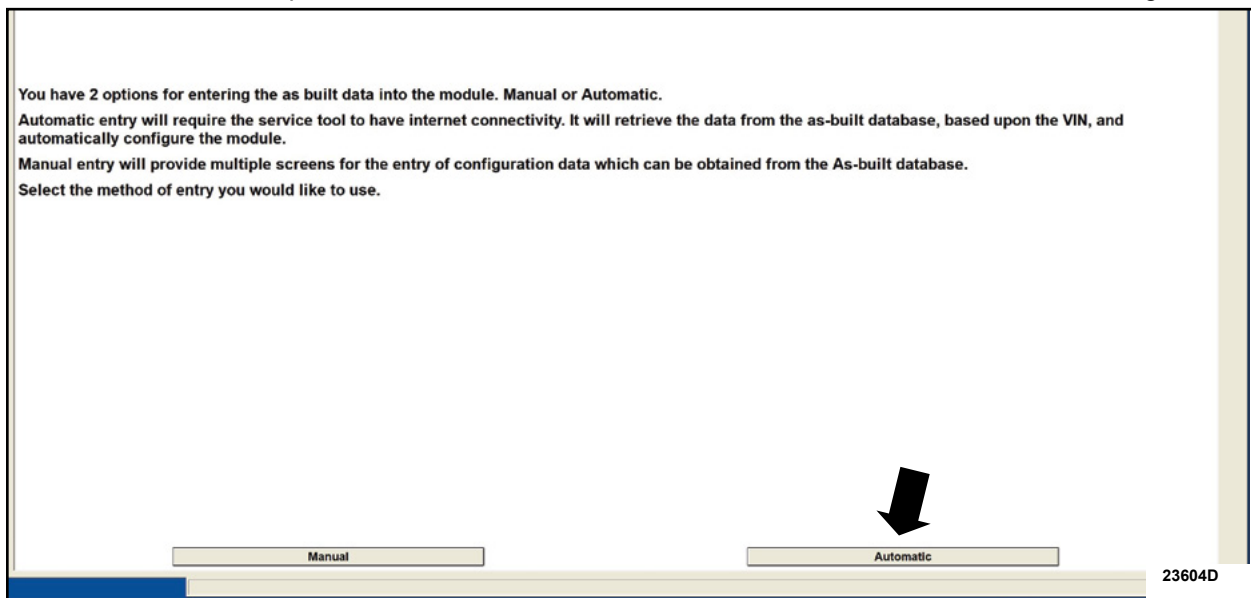 You have 2 options for entering the as built data into the module. Manual or Automatic.
Automatic entry will require the service tool to have internet connectivity. It will retrieve the data from the as-built database, based upon the VIN, and
automatically configure the module.
Manual entry will provide multiple screens for the entry of configuration data which can be obtained from the As-built database.
Select the method of entry you would like to use.
Manual
Automatic
23604D